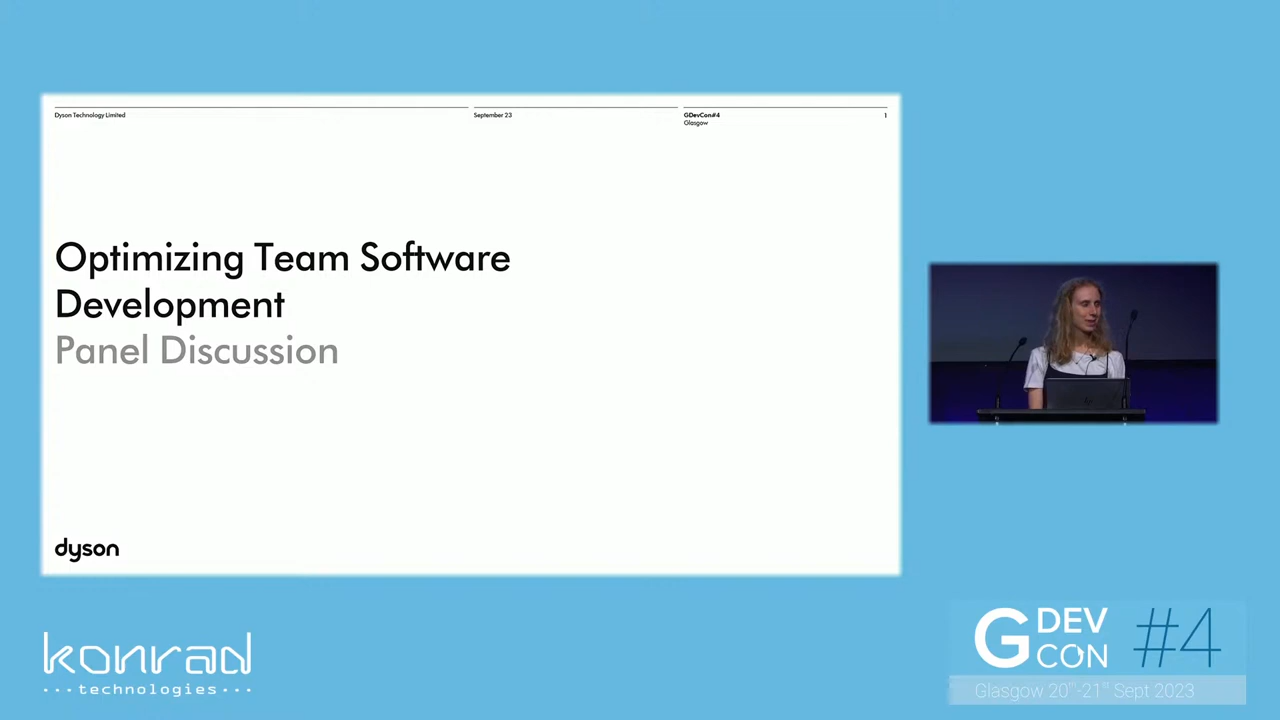 Dyson Technology Limited
September 23
GDevCon#4
Glasgow
1
Optimizing Team Software
Development
Panel Discussion
dyson
konrad
technologies
G DEV CON #4
Glasgow 20th-21st Sept 2023